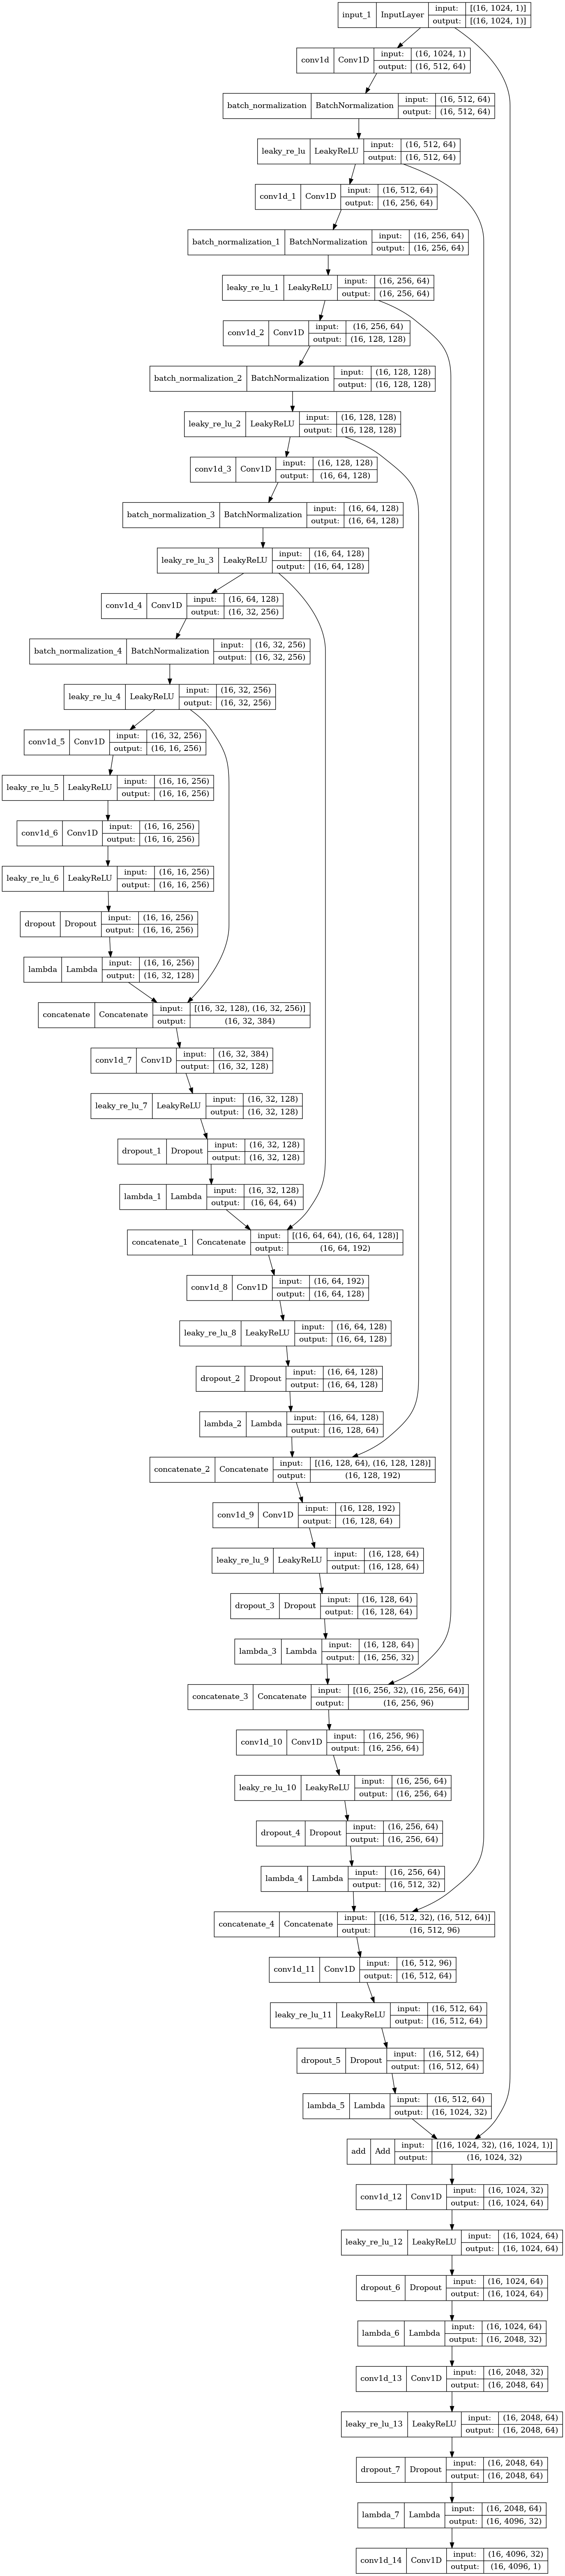 input_1 InputLayer input: [(16, 1024, 1)]
output: [(16, 1024, 1)]
conv1d Conv1D input: (16, 1024, 1)
output: (16, 512, 64)
batch_normalization BatchNormalization input: (16, 512, 64)
output: (16, 512, 64)
leaky_re_lu LeakyReLU input: (16, 512, 64)
output: (16, 512, 64)
conv1d_1 Conv1D input: (16, 512, 64)
output: (16, 256, 64)
batch_normalization_1 BatchNormalization input: (16, 256, 64)
output: (16, 256, 64)
leaky_re_lu_1 LeakyReLU input: (16, 256, 64)
output: (16, 256, 64)
conv1d_2 Conv1D input: (16, 256, 64)
output: (16, 128, 128)
batch_normalization_2 BatchNormalization input: (16, 128, 128)
output: (16, 128, 128)
leaky_re_lu_2 LeakyReLU input: (16, 128, 128)
output: (16, 128, 128)
conv1d_3 Conv1D input: (16, 128, 128)
output: (16, 64, 128)
batch_normalization_3 BatchNormalization input: (16, 64, 128)
output: (16, 64, 128)
leaky_re_lu_3 LeakyReLU input: (16, 64, 128)
output: (16, 64, 128)
conv1d_4 Conv1D input: (16, 64, 128)
output: (16, 32, 256)
batch_normalization_4 BatchNormalization input: (16, 32, 256)
output: (16, 32, 256)
leaky_re_lu_4 LeakyReLU input: (16, 32, 256)
output: (16, 32, 256)
conv1d_5 Conv1D input: (16, 32, 256)
output: (16, 16, 256)
leaky_re_lu_5 LeakyReLU input: (16, 16, 256)
output: (16, 16, 256)
conv1d_6 Conv1D input: (16, 16, 256)
output: (16, 16, 256)
leaky_re_lu_6 LeakyReLU input: (16, 16, 256)
output: (16, 16, 256)
dropout Dropout input: (16, 16, 256)
output: (16, 16, 256)
lambda Lambda input: (16, 16, 256)
output: (16, 32, 128)
concatenate Concatenate input: [(16, 32, 128), (16, 32, 256)]
output: (16, 32, 384)
conv1d_7 Conv1D input: (16, 32, 384)
output: (16, 32, 128)
leaky_re_lu_7 LeakyReLU input: (16, 32, 128)
output: (16, 32, 128)
dropout_1 Dropout input: (16, 32, 128)
output: (16, 32, 128)
lambda_1 Lambda input: (16, 32, 128)
output: (16, 64, 64)
concatenate_1 Concatenate input: [(16, 64, 64), (16, 64, 128)]
output: (16, 64, 192)
conv1d_8 Conv1D input: (16, 64, 192)
output: (16, 64, 128)
leaky_re_lu_8 LeakyReLU input: (16, 64, 128)
output: (16, 64, 128)
dropout_2 Dropout input: (16, 64, 128)
output: (16, 64, 128)
lambda_2 Lambda input: (16, 64, 128)
output: (16, 128, 64)
concatenate_2 Concatenate input: [(16, 128, 64), (16, 128, 128)]
output: (16, 128, 192)
conv1d_9 Conv1D input: (16, 128, 192)
output: (16, 128, 64)
leaky_re_lu_9 LeakyReLU input: (16, 128, 64)
output: (16, 128, 64)
dropout_3 Dropout input: (16, 128, 64)
output: (16, 128, 64)
lambda_3 Lambda input: (16, 128, 64)
output: (16, 256, 32)
concatenate_3 Concatenate input: [(16, 256, 32), (16, 256, 64)]
output: (16, 256, 96)
conv1d_10 Conv1D input: (16, 256, 96)
output: (16, 256, 64)
leaky_re_lu_10 LeakyReLU input: (16, 256, 64)
output: (16, 256, 64)
dropout_4 Dropout input: (16, 256, 64)
output: (16, 256, 64)
lambda_4 Lambda input: (16, 256, 64)
output: (16, 512, 32)
concatenate_4 Concatenate input: [(16, 512, 32), (16, 512, 64)]
output: (16, 512, 96)
conv1d_11 Conv1D input: (16, 512, 96)
output: (16, 512, 64)
leaky_re_lu_11 LeakyReLU input: (16, 512, 64)
output: (16, 512, 64)
dropout_5 Dropout input: (16, 512, 64)
output: (16, 512, 64)
lambda_5 Lambda input: (16, 512, 64)
output: (16, 1024, 32)
add Add input: [(16, 1024, 32), (16, 1024, 1)]
output: (16, 1024, 32)
conv1d_12 Conv1D input: (16, 1024, 32)
output: (16, 1024, 64)
leaky_re_lu_12 LeakyReLU input: (16, 1024, 64)
output: (16, 1024, 64)
dropout_6 Dropout input: (16, 1024, 64)
output: (16, 1024, 64)
lambda_6 Lambda input: (16, 1024, 64)
output: (16, 2048, 32)
conv1d_13 Conv1D input: (16, 2048, 32)
output: (16, 2048, 64)
leaky_re_lu_13 LeakyReLU input: (16, 2048, 64)
output: (16, 2048, 64)
dropout_7 Dropout input: (16, 2048, 64)
output: (16, 2048, 64)
lambda_7 Lambda input: (16, 2048, 64)
output: (16, 4096, 32)
conv1d_14 Conv1D input: (16, 4096, 32)
output: (16, 4096, 1)